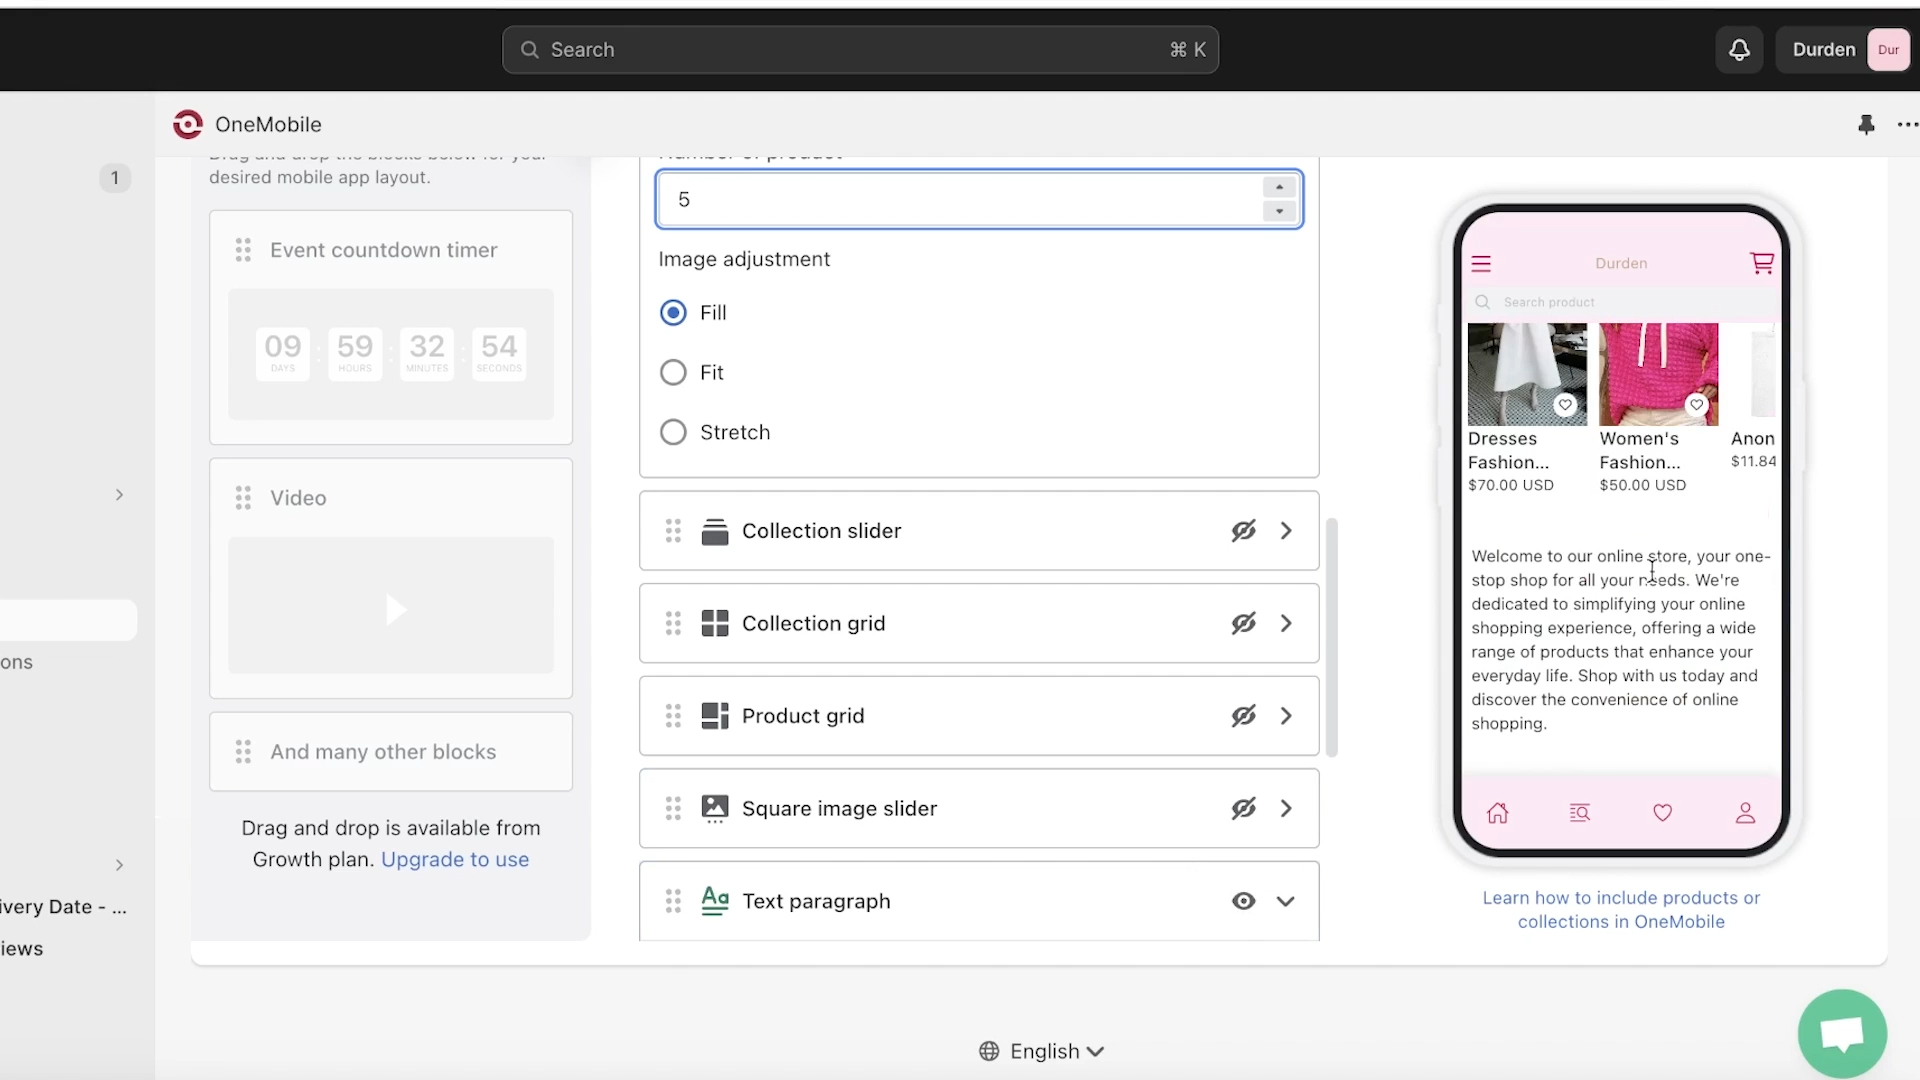 Search
⌘ K
Durden
Dur
OneMobile
1
ons
ivery Date - ...
iews
desired mobile app layout.
Event countdown timer
09 : 59 : 32 : 54
DAYS HOURS MINUTES SECONDS
Video
And many other blocks
Drag and drop is available from
Growth plan. Upgrade to use
Number of product
5
Image adjustment
Fill
Fit
Stretch
Collection slider
Collection grid
Product grid
Square image slider
Text paragraph
Durden
Search product
Dresses
Fashion...
$70.00 USD
Women's
Fashion...
$50.00 USD
Anon
$11.84
Welcome to our online store, your one-
stop shop for all your needs. We're
dedicated to simplifying your online
shopping experience, offering a wide
range of products that enhance your
everyday life. Shop with us today and
discover the convenience of online
shopping.
Learn how to include products or
collections in OneMobile
English